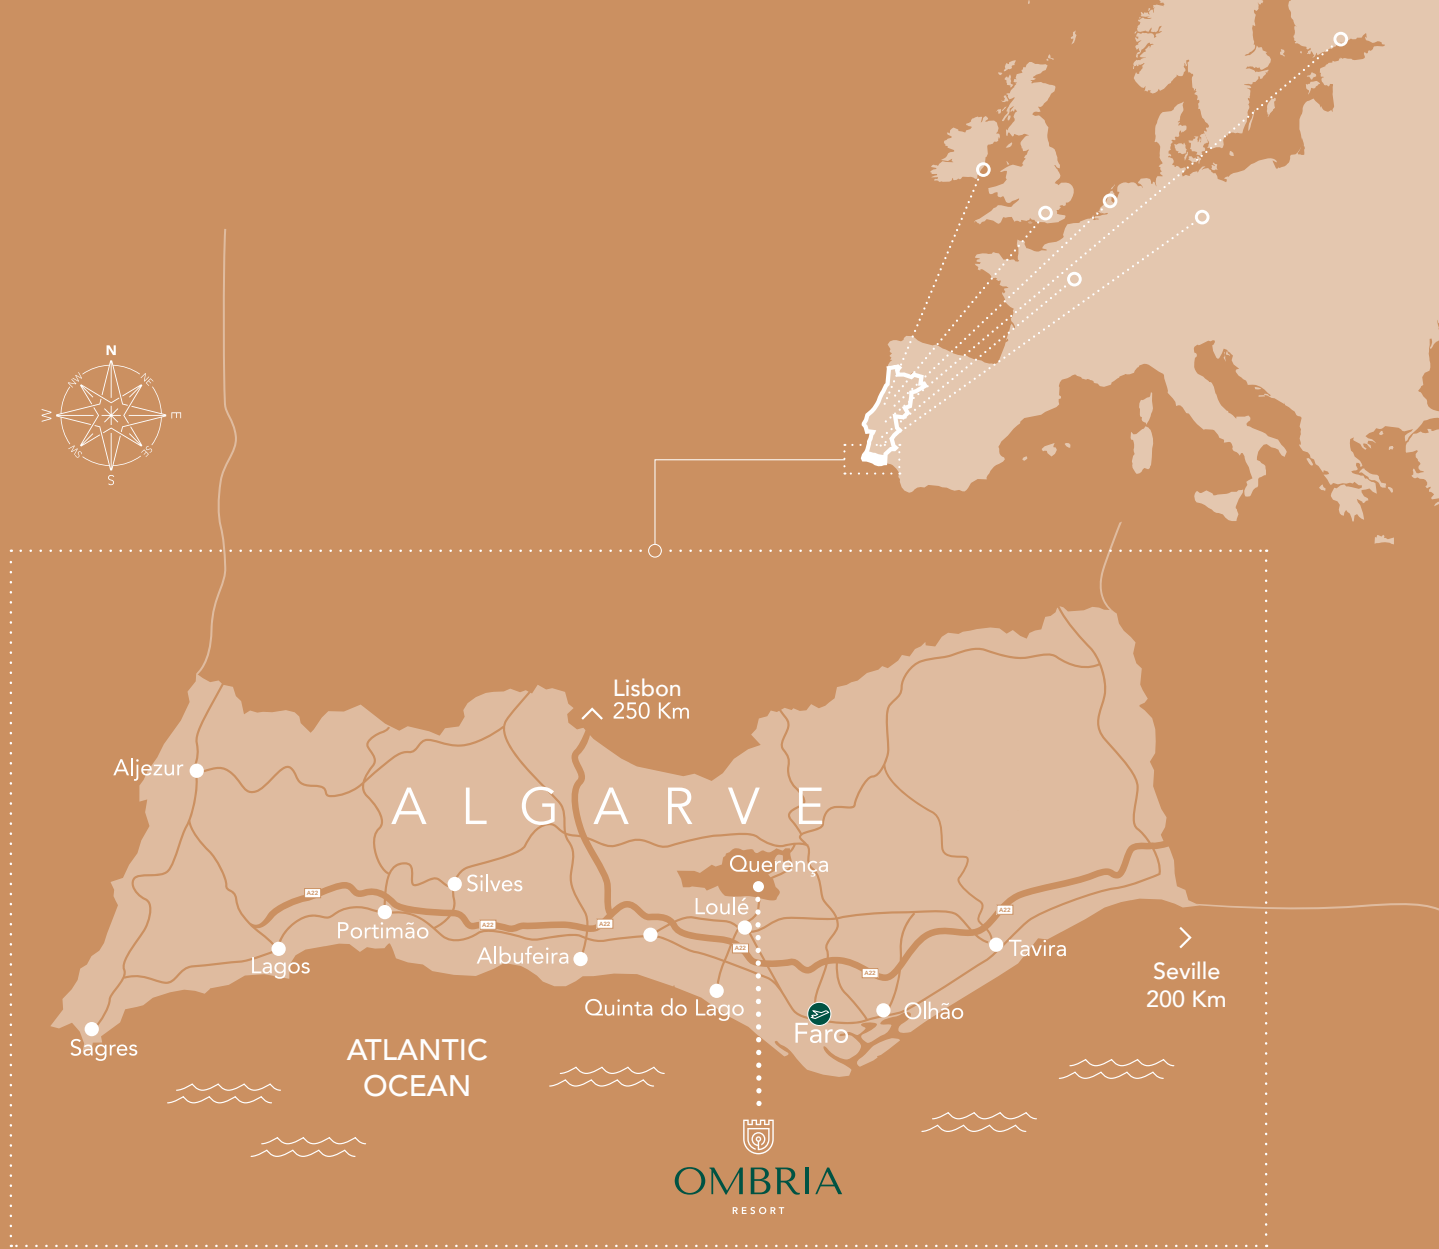 N
NW
NE
W
E
SW
SE
S
Lisbon
250 Km
Aljezur
ALGARVE
Querença
Silves
A22
Loulé
Portimão
A22
A22
A22
A22
A22
Albufeira
Lagos
Tavira
Seville
200 Km
Quinta do Lago
Olhão
Faro
Sagres
ATLANTIC
OCEAN
OMBRIA
RESORT